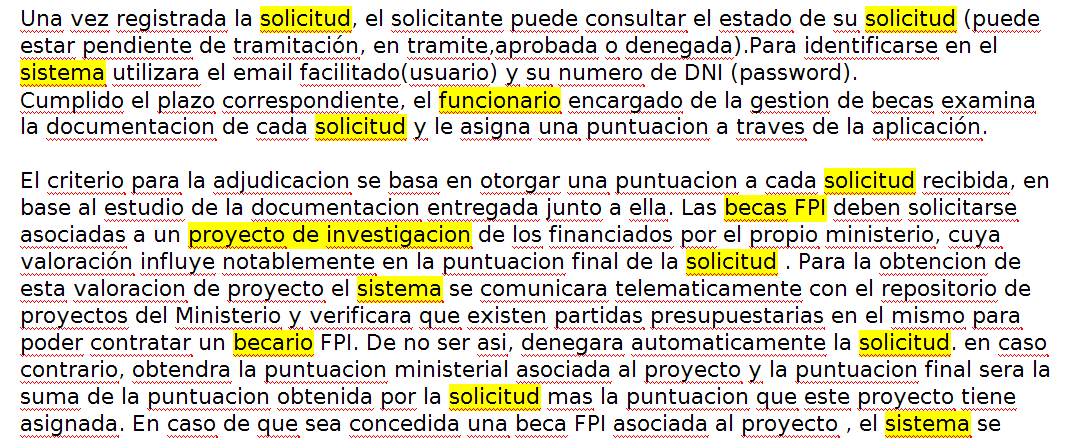 Una vez registrada la solicitud, el solicitante puede consultar el estado de su solicitud (puede
estar pendiente de tramitación, en tramite,aprobada o denegada).Para identificarse en el
sistema utilizara el email facilitado(usuario) y su numero de DNI (password).
Cumplido el plazo correspondiente, el funcionario encargado de la gestion de becas examina
la documentacion de cada solicitud y le asigna una puntuacion a traves de la aplicación.
El criterio para la adjudicacion se basa en otorgar una puntuacion a cada solicitud recibida, en
base al estudio de la documentacion entregada junto a ella. Las becas FPI deben solicitarse
asociadas a un proyecto de investigacion de los financiados por el propio ministerio, cuya
valoración influye notablemente en la puntuacion final de la solicitud . Para la obtencion de
esta valoracion de proyecto el sistema se comunicara telematicamente con el repositorio de
proyectos del Ministerio y verificara que existen partidas presupuestarias en el mismo para
poder contratar un becario FPI. De no ser asi, denegara automaticamente la solicitud. en caso
contrario, obtendra la puntuacion ministerial asociada al proyecto y la puntuacion final sera la
suma de la puntuacion obtenida por la solicitud mas la puntuacion que este proyecto tiene
asignada. En caso de que sea concedida una beca FPI asociada al proyecto , el sistema se